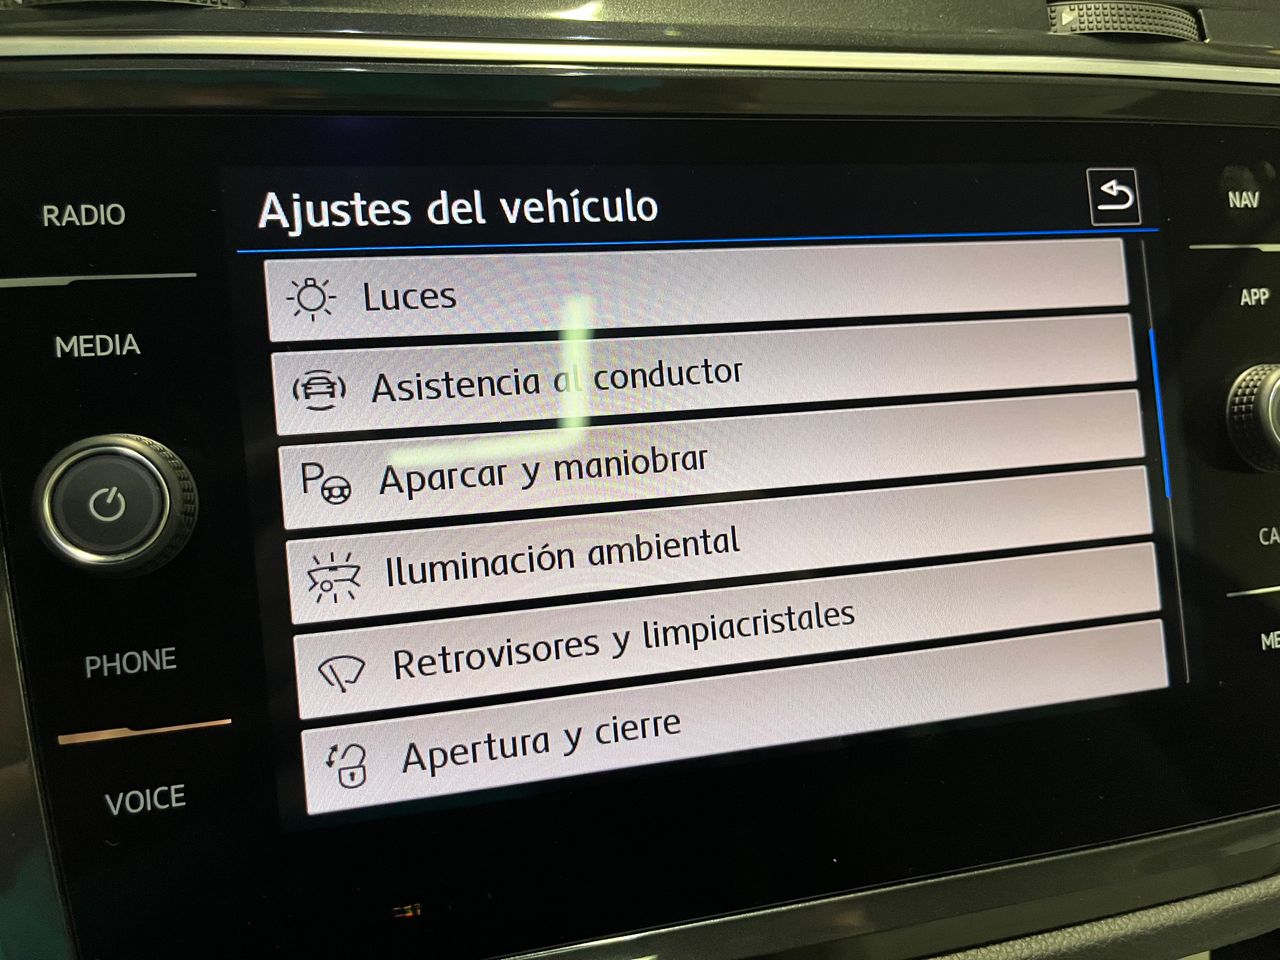 RADIO
MEDIA
PHONE
VOICE
Ajustes del vehículo
Luces
Asistencia al conductor
P Aparcar y maniobrar
Iluminación ambiental
Retrovisores y limpiacristales
Apertura y cierre
NAV
APP